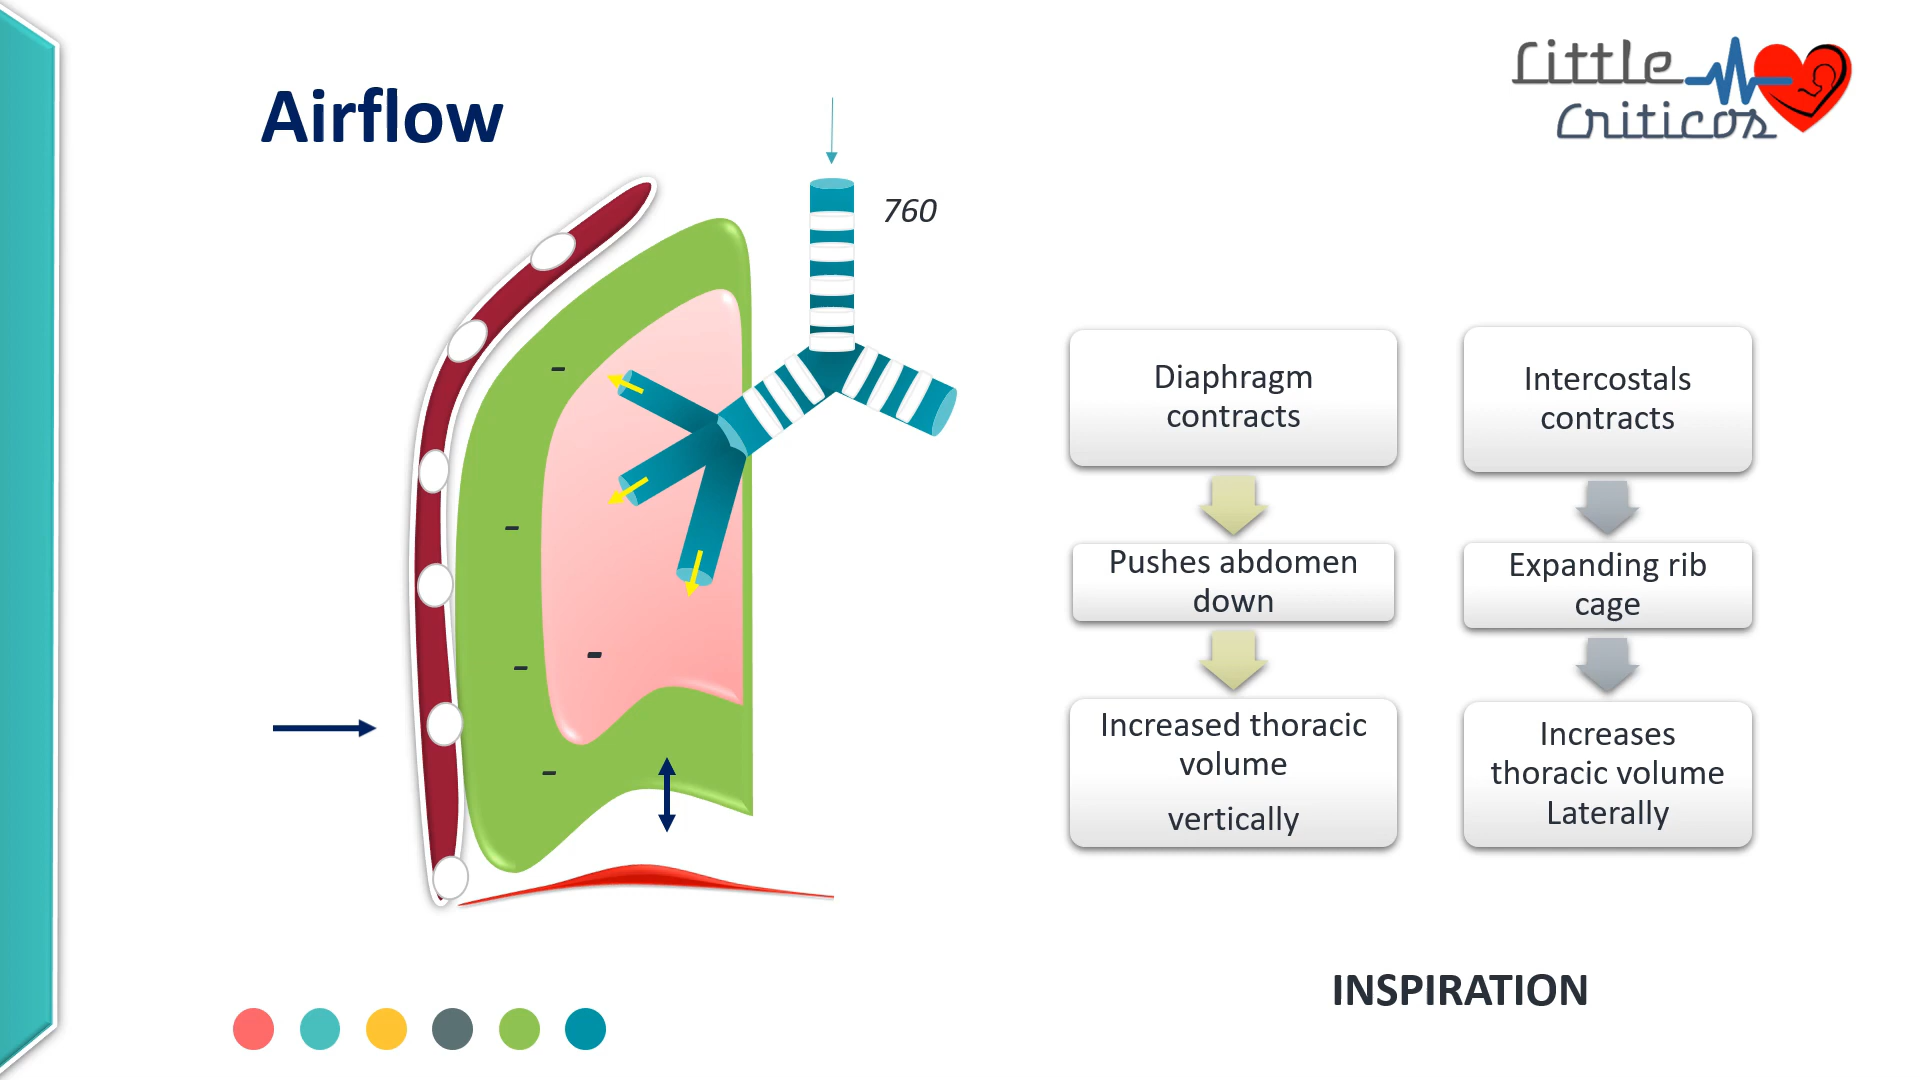 Little
Criticos
Airflow
760
-
-
-
-
-
Diaphragm
contracts
Pushes abdomen
down
Increased thoracic
volume
vertically
Intercostals
contracts
Expanding rib
cage
Increases
thoracic volume
Laterally
INSPIRATION